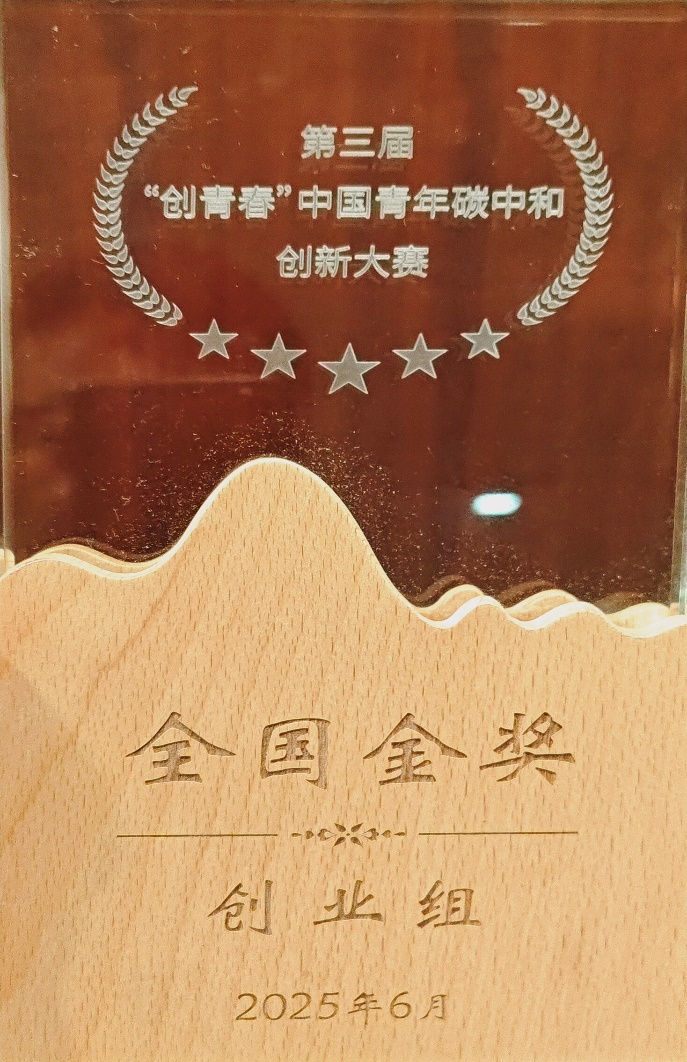 第三届
“创青春”中国青年碳中和
创新大赛
全国金奖
创业组
2025年6月